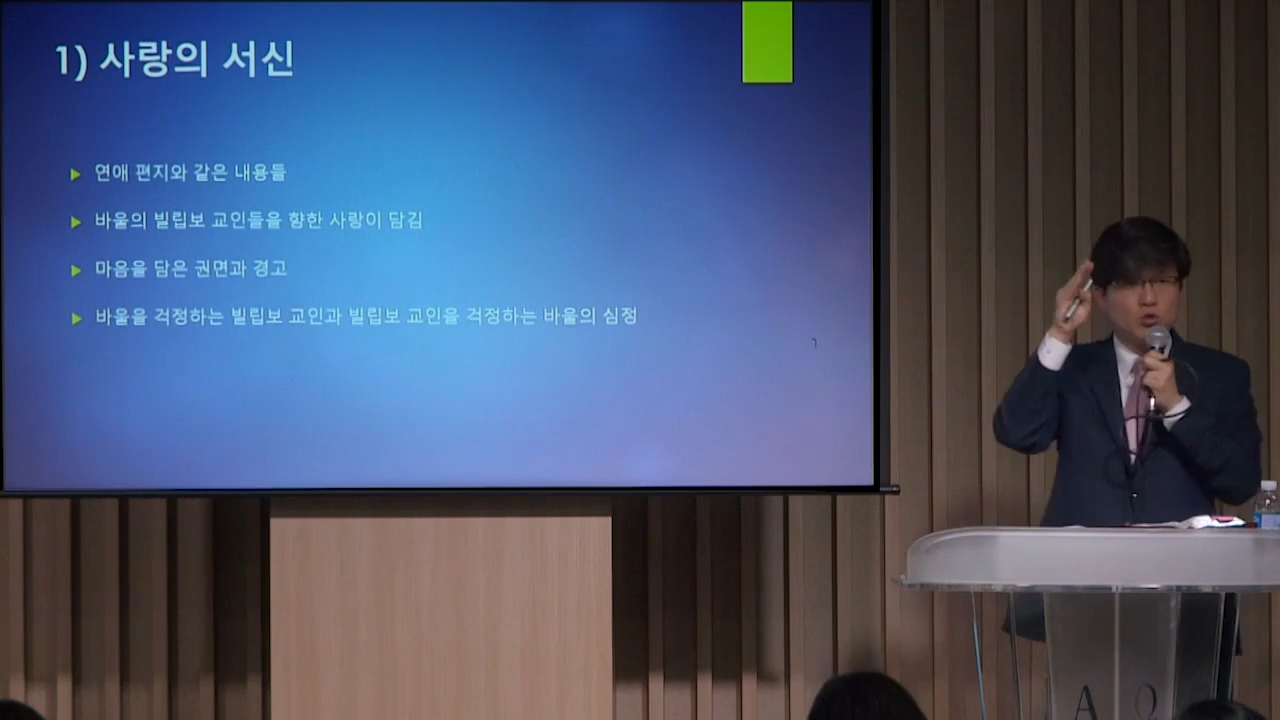 1) 사랑의 서신
연애 편지와 같은 내용들
바울의 빌립보 교인들을 향한 사랑이 담김
마음을 담은 권면과 경고
바울을 걱정하는 빌립보 교인과 빌립보 교인을 걱정하는 바울의 심정
A O